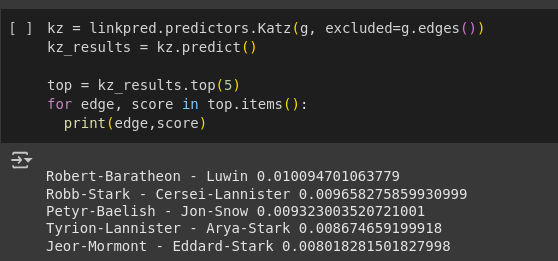 [ ] kz = linkpred.predictors.Katz(g, excluded=g.edges())
kz_results = kz.predict()
top = kz_results.top(5)
for edge, score in top.items():
print(edge,score)
Robert-Baratheon - Luwin 0.010094701063779
Robb-Stark - Cersei-Lannister 0.009658275859930999
Petyr-Baelish - Jon-Snow 0.009323003520721001
Tyrion-Lannister - Arya-Stark 0.008674659199918
Jeor-Mormont - Eddard-Stark 0.008018281501827998